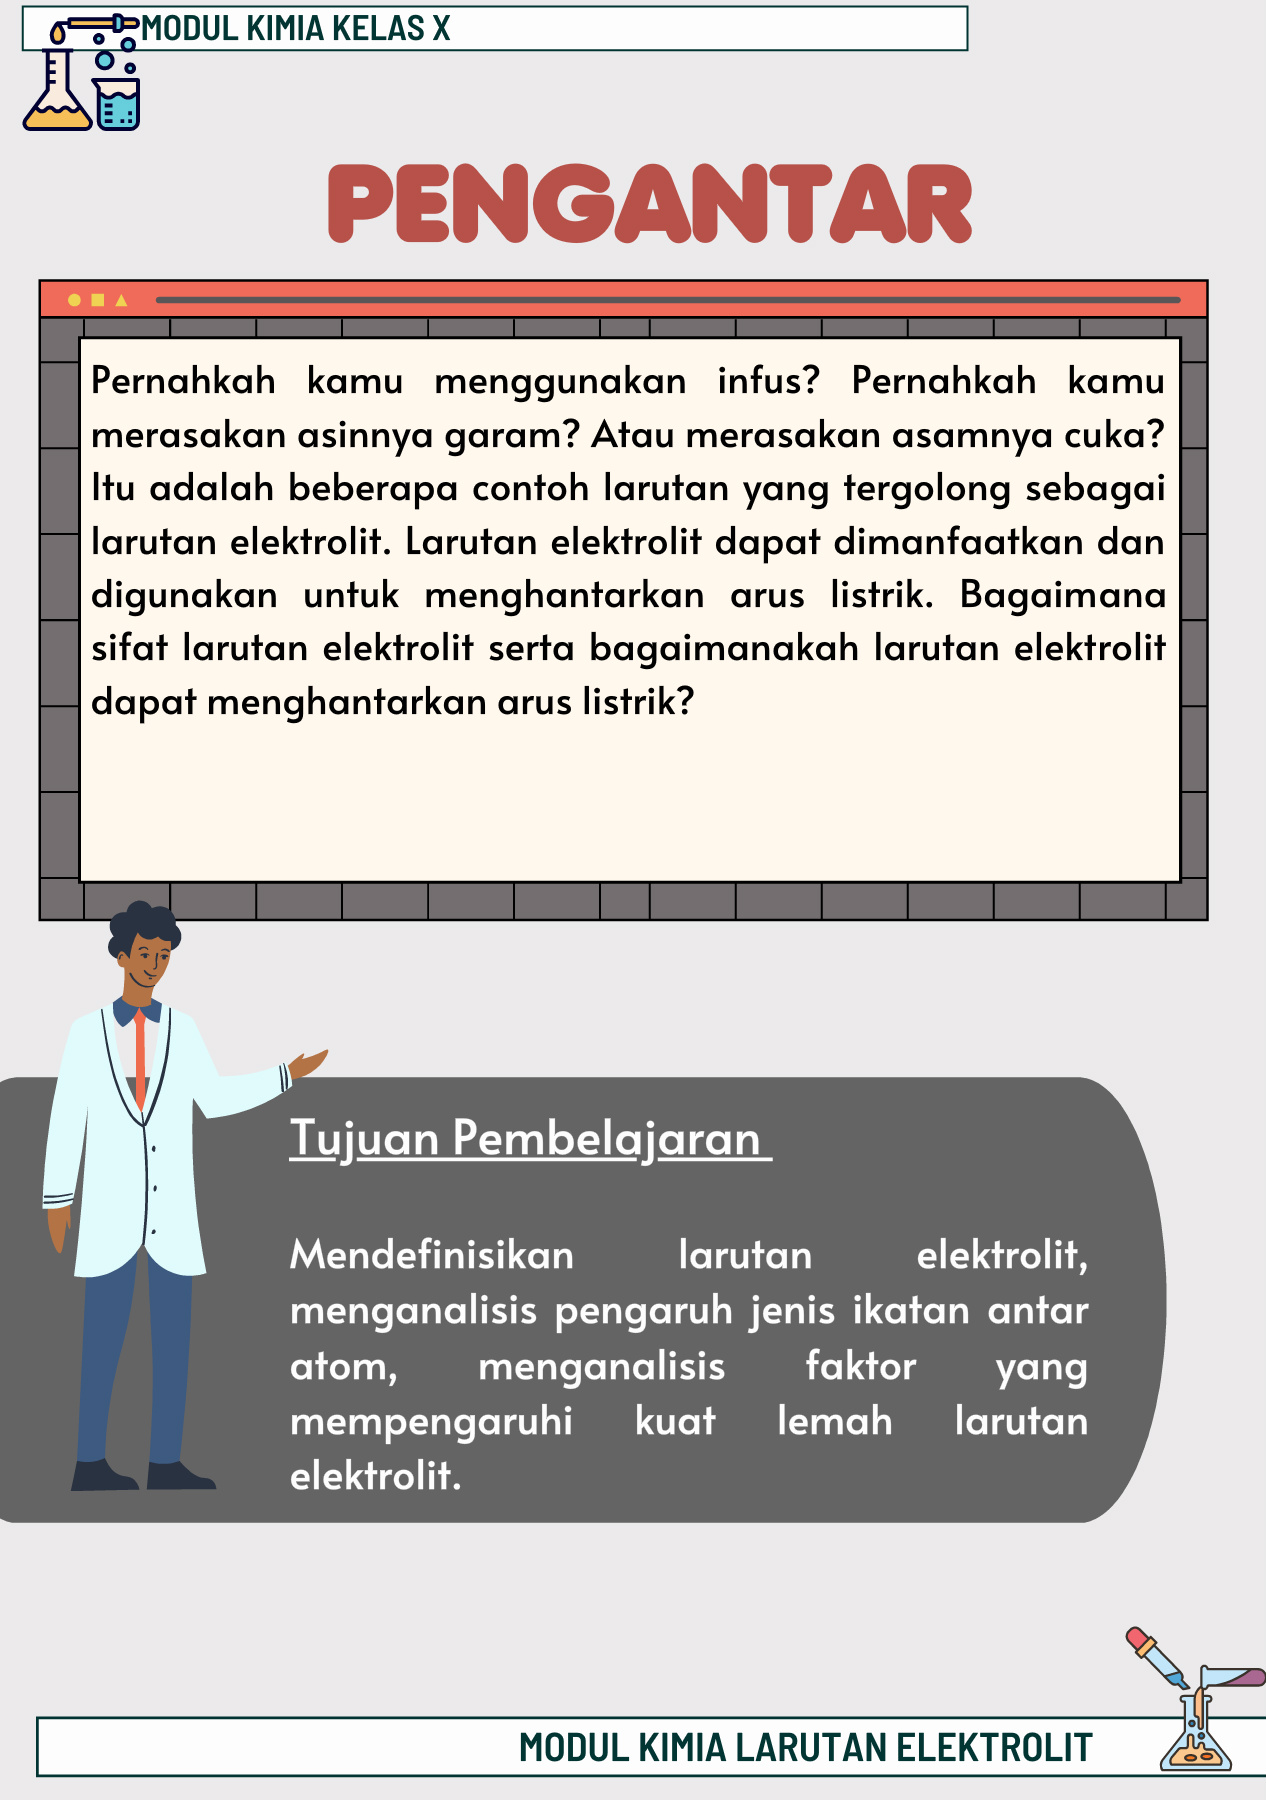 MODUL KIMIA KELAS X
PENGANTAR
Pernahkah kamu menggunakan infus? Pernahkah kamu
merasakan asinnya garam? Atau merasakan asamnya cuka?
Itu adalah beberapa contoh larutan yang tergolong sebagai
larutan elektrolit. Larutan elektrolit dapat dimanfaatkan dan
digunakan untuk menghantarkan arus listrik. Bagaimana
sifat larutan elektrolit serta bagaimanakah larutan elektrolit
dapat menghantarkan arus listrik?
Tujuan Pembelajaran
Mendefinisikan larutan elektrolit,
menganalisis pengaruh jenis ikatan antar
atom, menganalisis faktor yang
mempengaruhi kuat lemah larutan
elektrolit.
MODUL KIMIA LARUTAN ELEKTROLIT